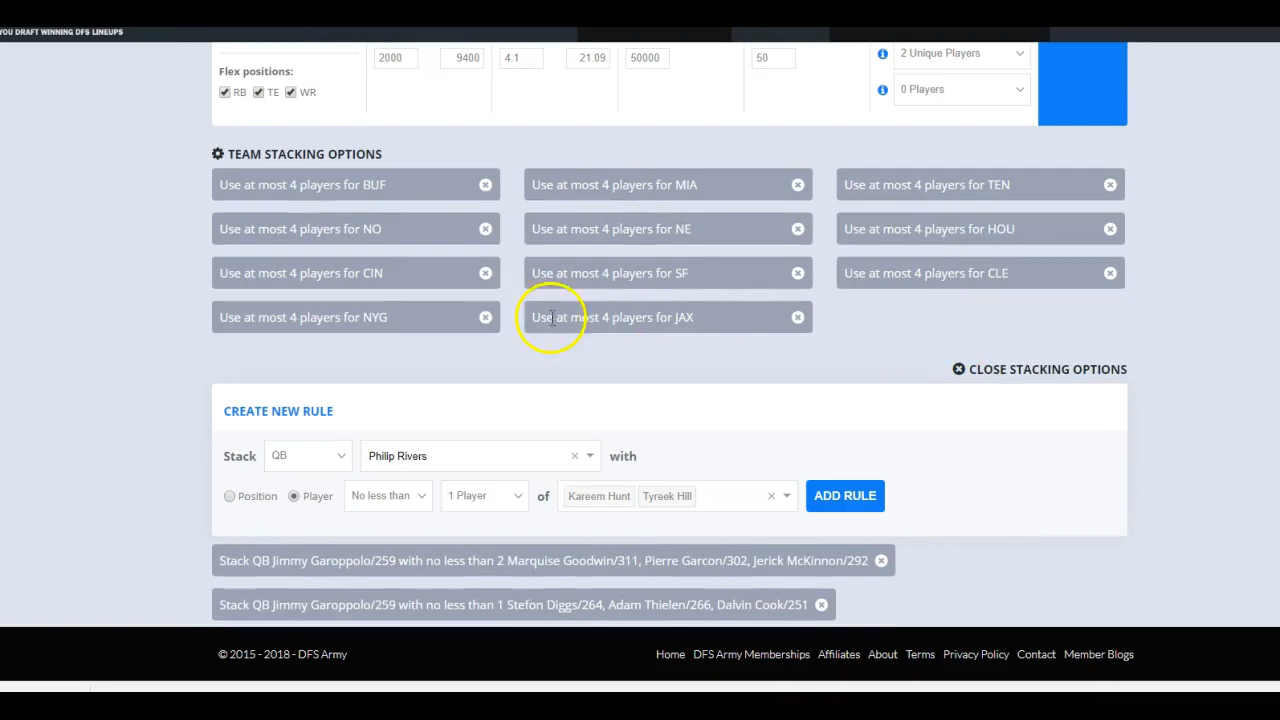 YOU DRAFT WINNING DFS LINEUPS
2000 9400 4.1 21.09 50000 50 2 Unique Players
Flex positions:
RB TE WR 0 Players
TEAM STACKING OPTIONS
Use at most 4 players for BUF Use at most 4 players for MIA Use at most 4 players for TEN
Use at most 4 players for NO Use at most 4 players for NE Use at most 4 players for HOU
Use at most 4 players for CIN Use at most 4 players for SF Use at most 4 players for CLE
Use at most 4 players for NYG Use at most 4 players for JAX
CLOSE STACKING OPTIONS
CREATE NEW RULE
Stack QB Philip Rivers with
Position Player No less than 1 Player of Kareem Hunt Tyreek Hill ADD RULE
Stack QB Jimmy Garoppolo/259 with no less than 2 Marquise Goodwin/311, Pierre Garcon/302, Jerick McKinnon/292
Stack QB Jimmy Garoppolo/259 with no less than 1 Stefon Diggs/264, Adam Thielen/266, Dalvin Cook/251
© 2015 - 2018 - DFS Army Home DFS Army Memberships Affiliates About Terms Privacy Policy Contact Member Blogs